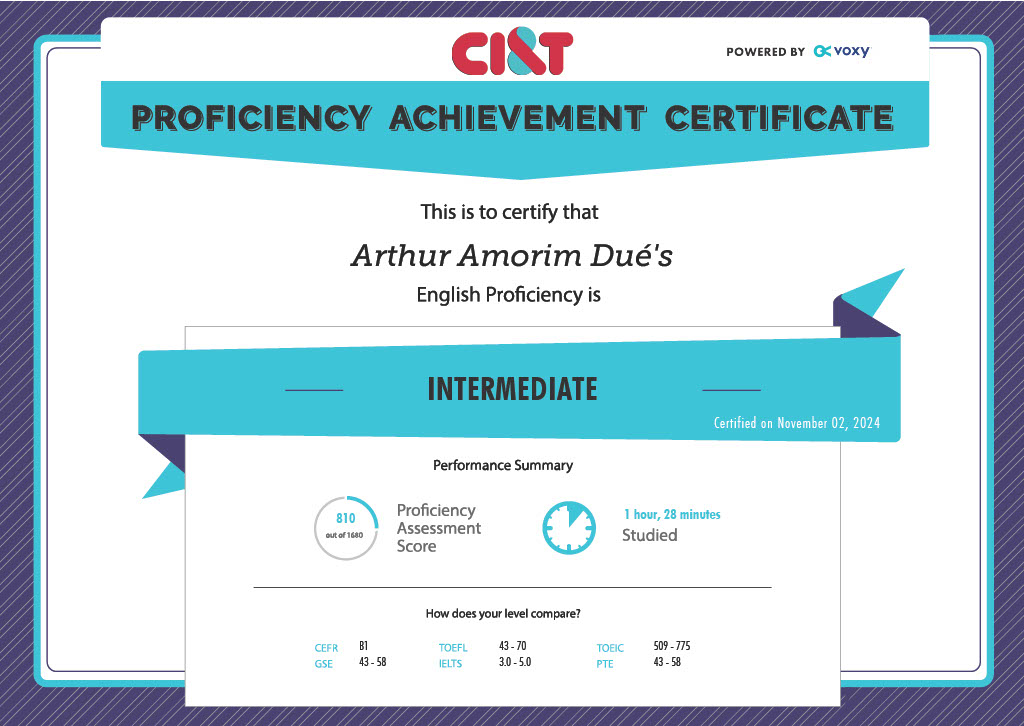 CI&T
POWERED BY voxy
PROFICIENCY ACHIEVEMENT CERTIFICATE
This is to certify that
Arthur Amorim Dué's
English Proficiency is
INTERMEDIATE
Certified on November 02, 2024
Performance Summary
810
out of 1680
Proficiency
Assessment
Score
1 hour, 28 minutes
Studied
How does your level compare?
CEFR B1 TOEFL 43 - 70 TOEIC 509 - 775
GSE 43 - 58 IELTS 3.0 - 5.0 PTE 43 - 58